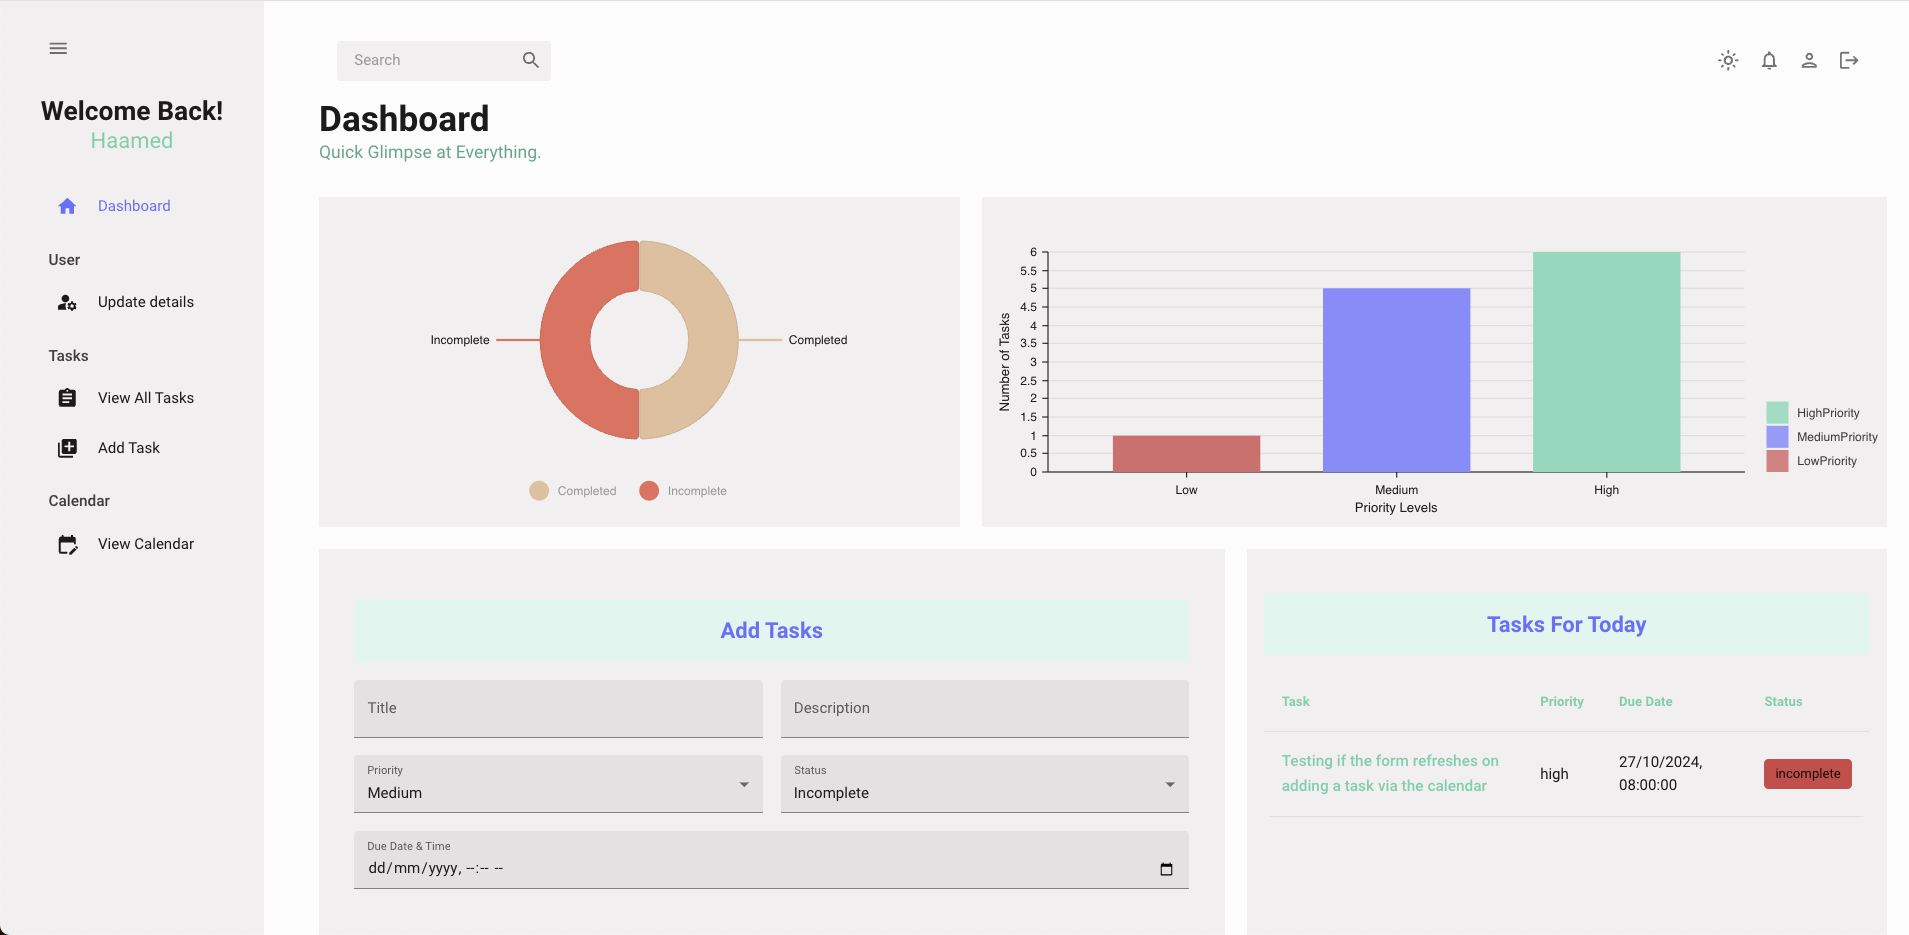 Welcome Back!
Haamed
Dashboard
User
Update details
Tasks
View All Tasks
Add Task
Calendar
View Calendar
Search
Dashboard
Quick Glimpse at Everything.
Incomplete
Completed
Completed
Incomplete
Number of Tasks
6
5.5
5
4.5
4
3.5
3
2.5
2
1.5
1
0.5
0
Low
Medium
High
Priority Levels
HighPriority
MediumPriority
LowPriority
Add Tasks
Title
Description
Priority
Medium
Status
Incomplete
Due Date & Time
dd/mm/yyyy, --:-- --
Tasks For Today
Task Priority Due Date Status
Testing if the form refreshes on
adding a task via the calendar
high
27/10/2024,
08:00:00
incomplete